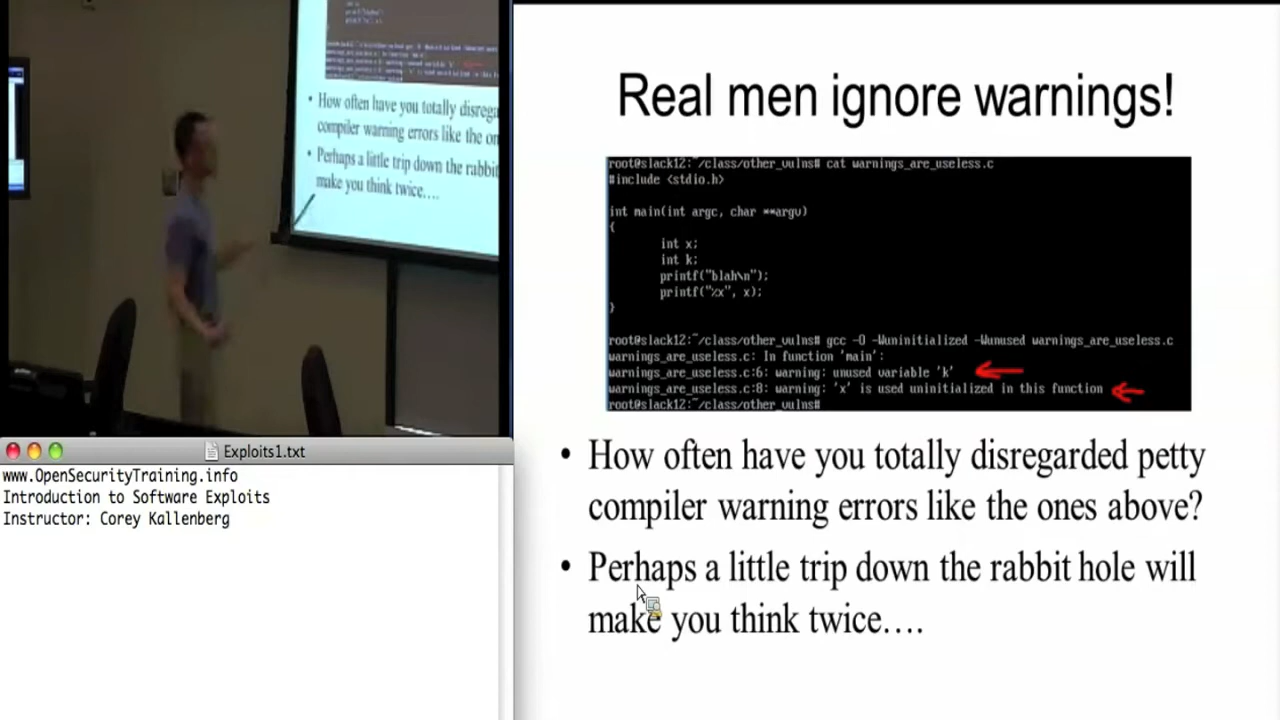 How often have you totally disreg
compiler warning errors like the on
Perhaps a little trip down the rabbit
make you think twice....
Exploits1.txt
www.OpenSecurityTraining.info
Introduction to Software Exploits
Instructor: Corey Kallenberg
Real men ignore warnings!
root@slack12:~/class/other_vulns# cat warnings_are_useless.c
#include <stdio.h>
int main(int argc, char **argv)
{
int x;
int k;
printf("blah\n");
printf("%x", x);
}
root@slack12:~/class/other_vulns# gcc -O -Wuninitialized -Wunused warnings_are_useless.c
warnings_are_useless.c: In function 'main':
warnings_are_useless.c:6: warning: unused variable 'k'
warnings_are_useless.c:8: warning: 'x' is used uninitialized in this function
root@slack12:~/class/other_vulns#
• How often have you totally disregarded petty
compiler warning errors like the ones above?
• Perhaps a little trip down the rabbit hole will
make you think twice....